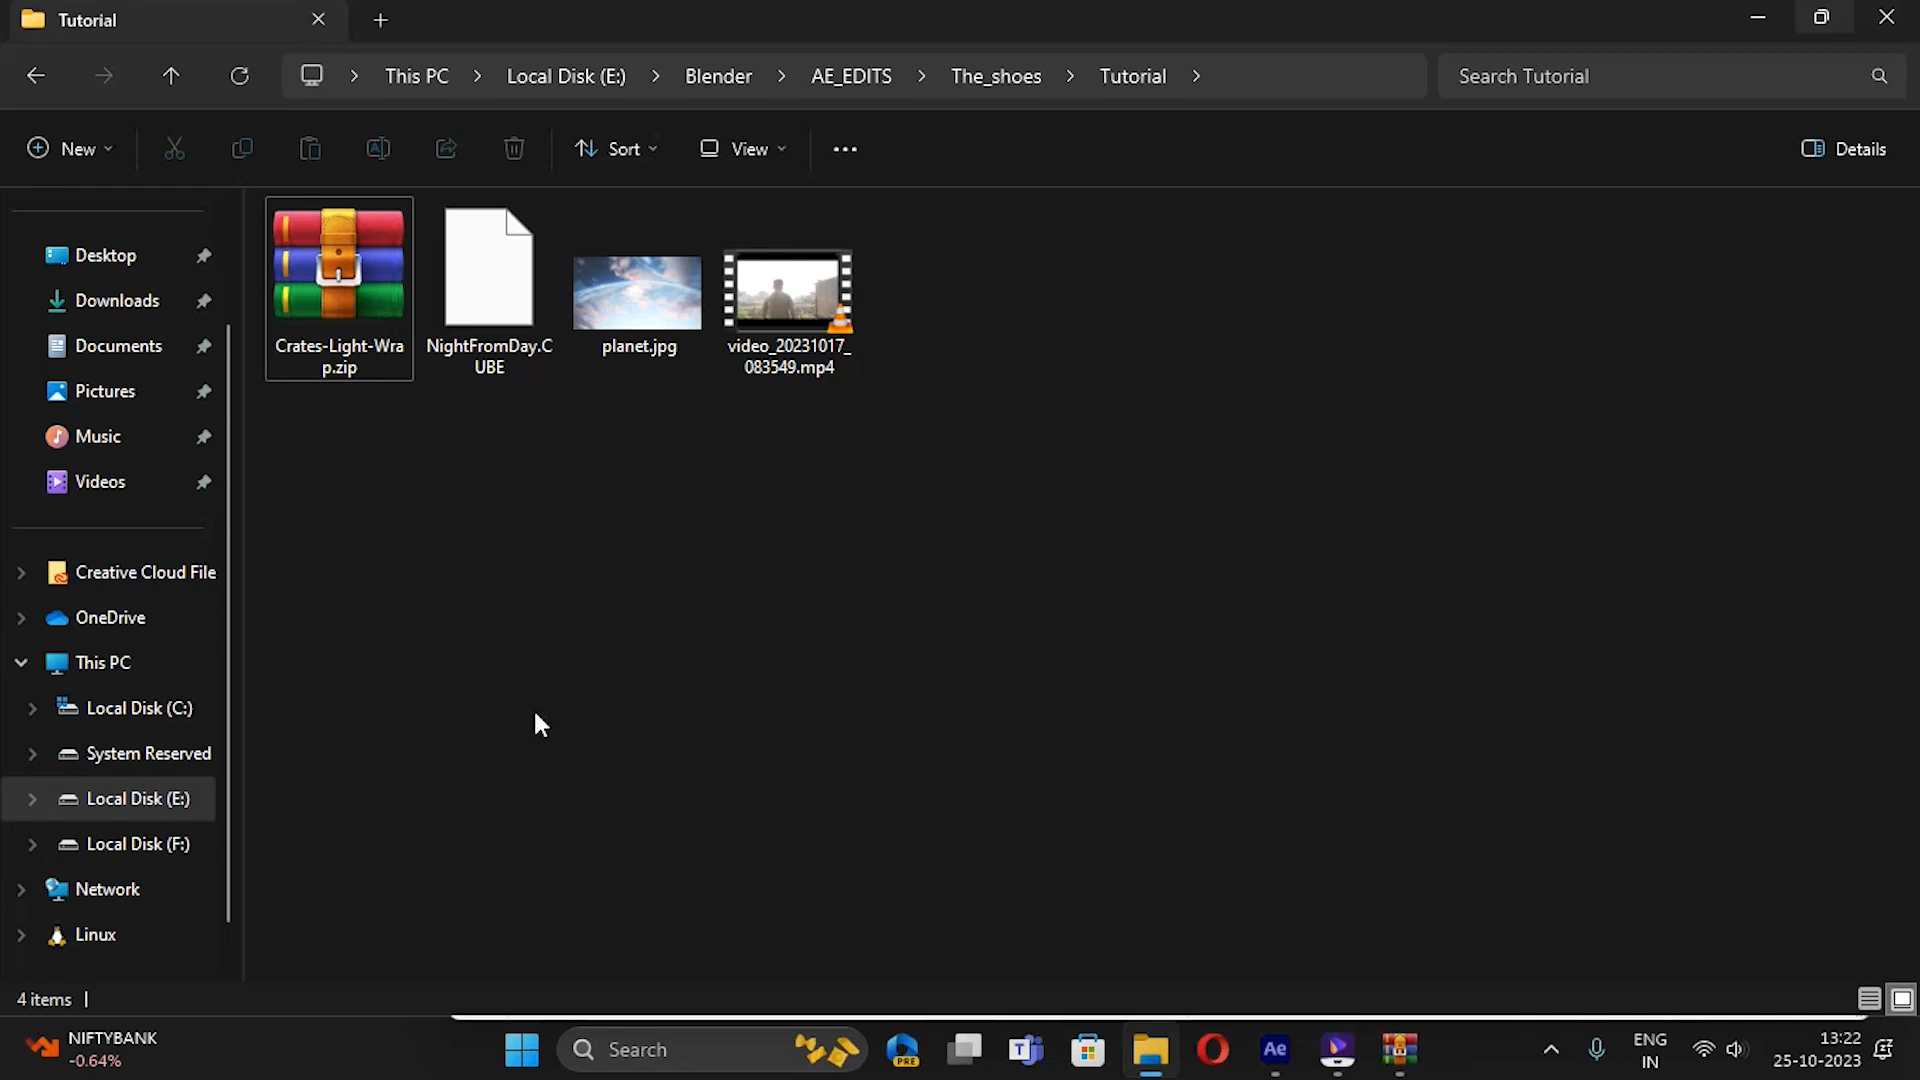 Tutorial
This PC
Local Disk (E:)
Blender
AE_EDITS
The_shoes
Tutorial
Search Tutorial
New
Sort
View
Details
Crates-Light-Wra
p.zip
NightFromDay.C
UBE
planet.jpg
video_20231017_
083549.mp4
Desktop
Downloads
Documents
Pictures
Music
Videos
Creative Cloud File
OneDrive
This PC
Local Disk (C:)
System Reserved
Local Disk (E:)
Local Disk (F:)
Network
Linux
4 items
NIFTYBANK
-0.64%
Search
PRE
T
Ae
ENG
IN
13:22
25-10-2023